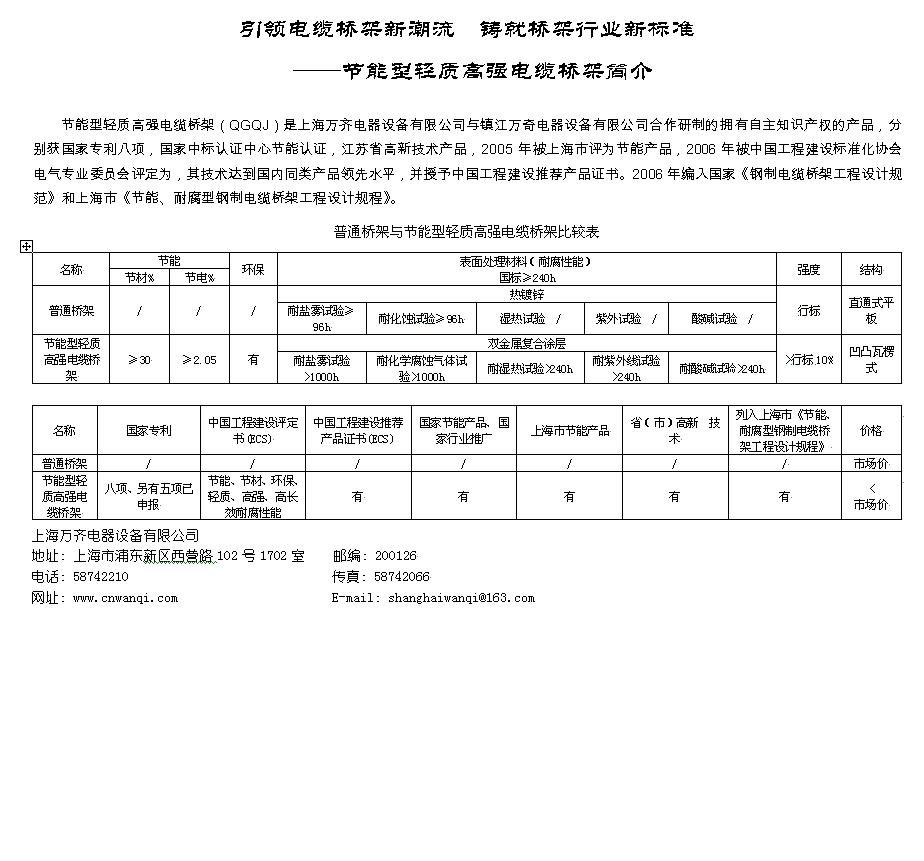 引领电缆桥架新潮流 铸就桥架行业新标准
——节能型轻质高强电缆桥架简介
节能型轻质高强电缆桥架（QGQJ）是上海万齐电器设备有限公司与镇江万奇电器设备有限公司合作研制的拥有自主知识产权的产品，分
别获国家专利八项，国家中标认证中心节能认证，江苏省高新技术产品，2005 年被上海市评为节能产品，2006 年被中国工程建设标准化协会
电气专业委员会评定为，其技术达到国内同类产品领先水平，并授予中国工程建设推荐产品证书。2006 年编入国家《钢制电缆桥架工程设计规
范》和上海市《节能、耐腐型钢制电缆桥架工程设计规程》。
普通桥架与节能型轻质高强电缆桥架比较表
名称 节能 环保 表面处理材料（耐腐性能） 强度 结构
节材% 节电% 国标≥240h
热镀锌
普通桥架 / / / 耐盐雾试验≥ 耐化蚀试验≥96h 湿热试验 / 紫外试验 / 酸碱试验 / 行标 直通式平
96h 板
双金属复合涂层
节能型轻质 耐盐雾试验 耐化学腐蚀气体试 耐湿热试验>240h 耐紫外线试验 耐酸碱试验>240h 凹凸瓦楞
高强电缆桥 ≥30 ≥2.05 有 >1000h 验>1000h >240h >行标 10% 式
架
名称 国家专利 中国工程建设评定 中国工程建设推荐 国家节能产品、国 上海市节能产品 省（市）高新 技 列入上海市《节能、 价格
书(ECS) 产品证书(ECS) 家行业推广 术 耐腐型钢制电缆桥
架工程设计规程》
普通桥架 / / / / / / / 市场价
节能型轻 八项、另有五项已 节能、节材、环保、 有 有 有 有 有 <
质高强电 申报 轻质、高强、高长 市场价
缆桥架 效耐腐性能
上海万齐电器设备有限公司
地址：上海市浦东新区西营路 102 号 1702 室 邮编：200126
电话：58742210 传真：58742066
网址：www.cnwanqi.com E-mail：shanghaiwanqi@163.com